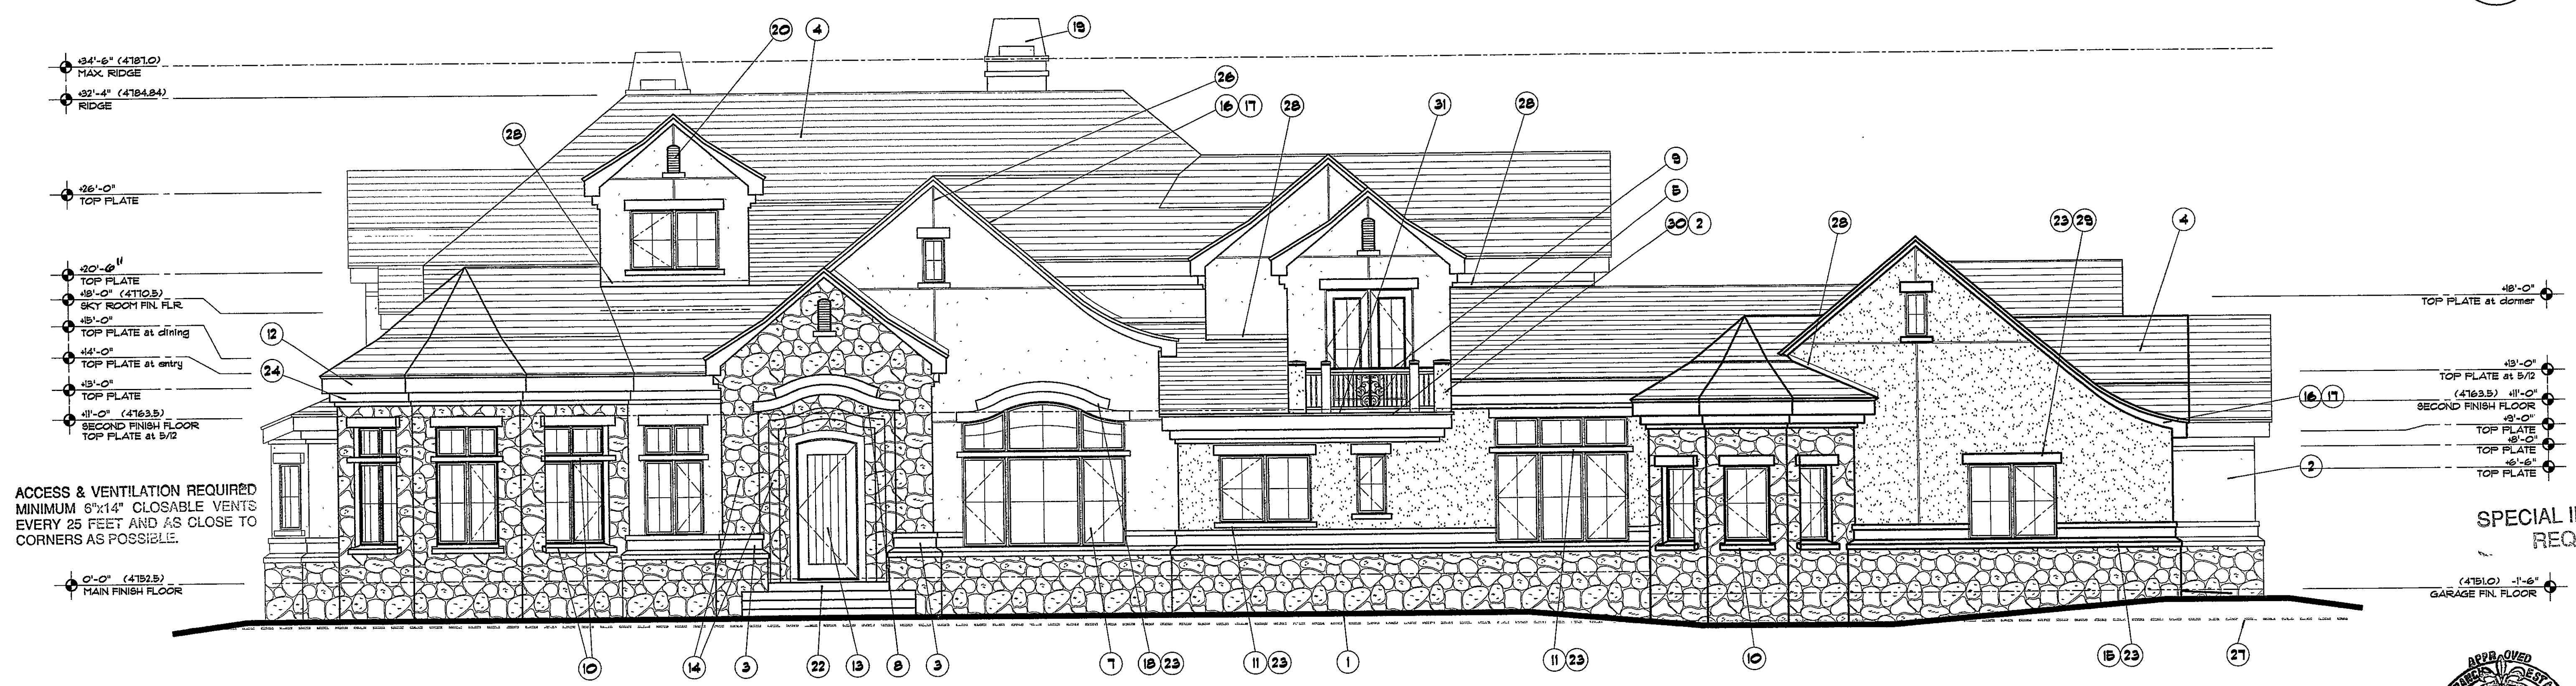 +34'-6" (4787.0)
MAX. RIDGE
+32'-4" (4784.84)
RIDGE
+26'-0"
TOP PLATE
+20'-6"
TOP PLATE
+18'-0" (4770.5)
SKY ROOM FIN. FLR.
+15'-0"
TOP PLATE at dining
+14'-0"
TOP PLATE at entry
+13'-0"
TOP PLATE
+11'-0" (4763.5)
SECOND FINISH FLOOR
TOP PLATE at 5/12
ACCESS & VENTILATION REQUIRED
MINIMUM 6"x14" CLOSABLE VENTS
EVERY 25 FEET AND AS CLOSE TO
CORNERS AS POSSIBLE.
0'-0" (4752.5)
MAIN FINISH FLOOR
20 4 19
26
16 17 28 31 28
28
9
5
30 2
28
23 29
4
12
24
16 17
2
+18'-0"
TOP PLATE at dormer
+13'-0"
TOP PLATE at 5/12
(4763.5) +11'-0"
SECOND FINISH FLOOR
+9'-0"
TOP PLATE
+8'-0"
TOP PLATE
+6'-6"
TOP PLATE
SPECIAL
REQ
(4751.0) -1'-6"
GARAGE FIN. FLOOR
10 14 3 22 13 8 3 7 18 23 11 23 1 11 23 10 15 23 27
APPROVED